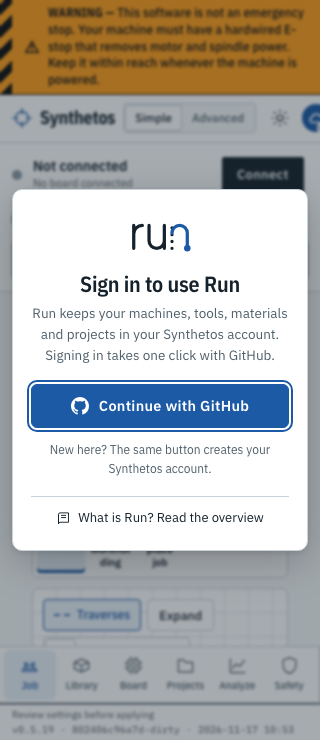 WARNING — This software is not an emergency
stop. Your machine must have a hardwired E-
stop that removes motor and spindle power.
Keep it within reach whenever the machine is
powered.
Synthetos
Simple
Advanced
Not connected
No board connected
Connect
run
Sign in to use Run
Run keeps your machines, tools, materials
and projects in your Synthetos account.
Signing in takes one click with GitHub.
Continue with GitHub
New here? The same button creates your
Synthetos account.
What is Run? Read the overview
ding
job
Traverses
Expand
Job
Library
Board
Projects
Analyze
Safety
Review settings before applying